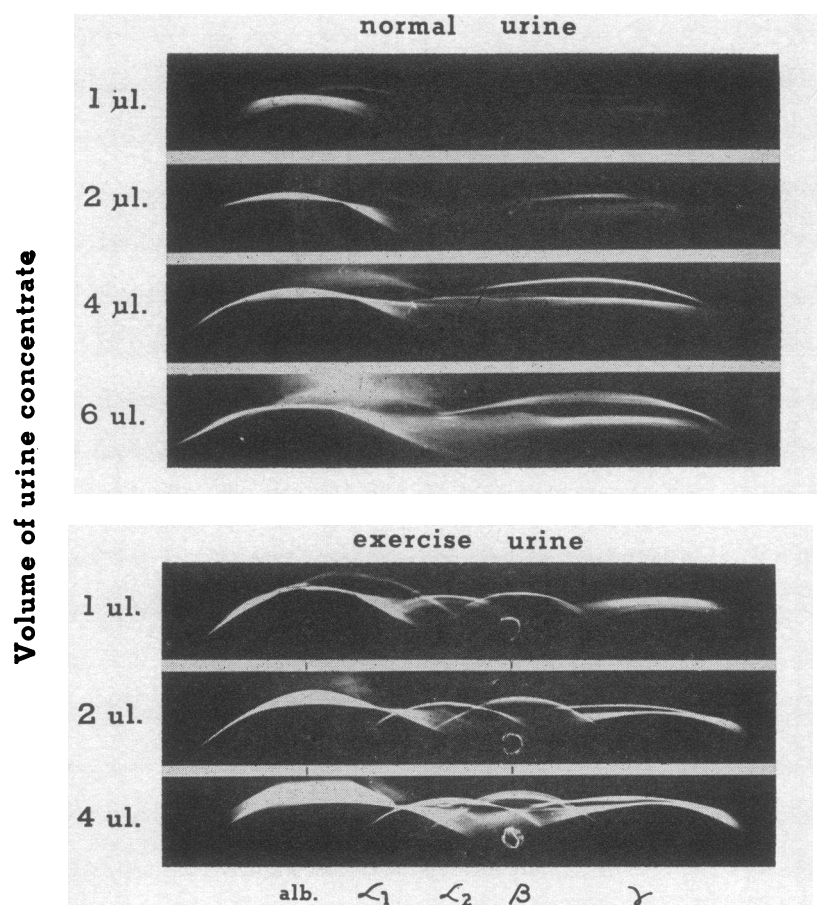 normal urine
1 µl.
2 µl.
4 µl.
6 ul.
Volume of urine concentrate
exercise urine
1 ul.
2 ul.
4 ul.
alb. α1 α2 β γ